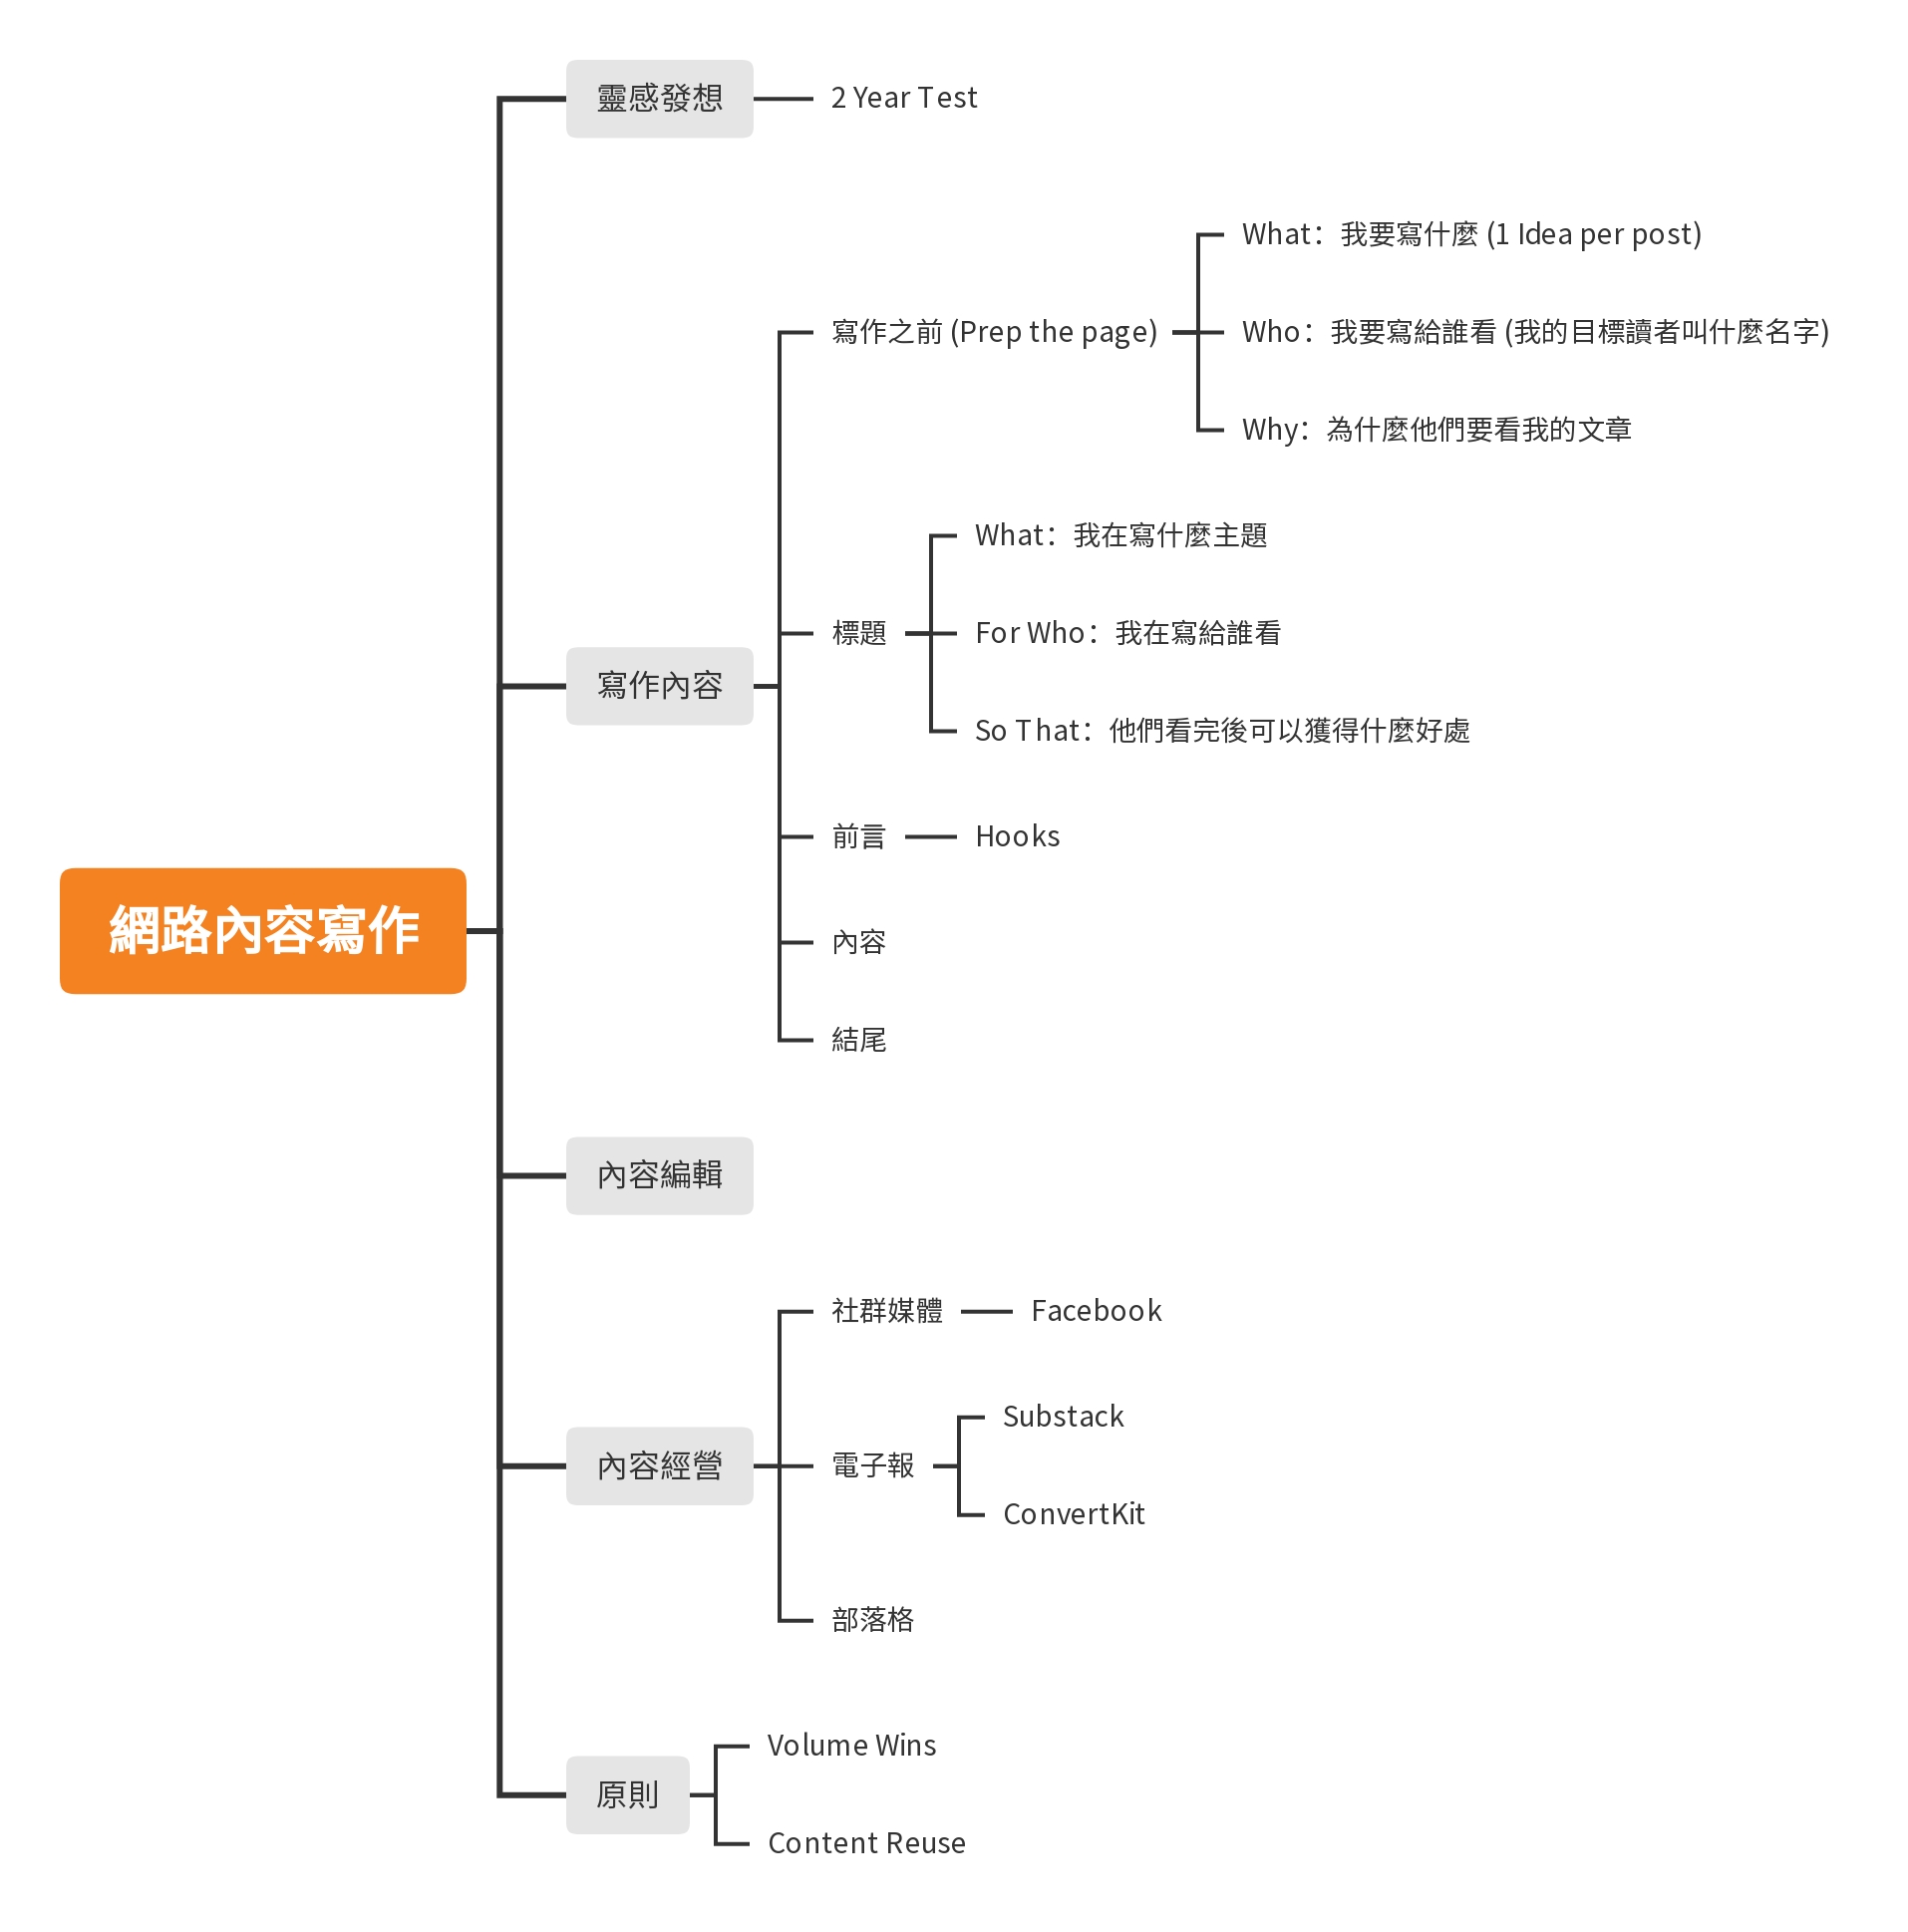 網路內容寫作
靈感發想
2 Year Test
寫作內容
寫作之前 (Prep the page)
What：我要寫什麼 (1 Idea per post)
Who：我要寫給誰看 (我的目標讀者叫什麼名字)
Why：為什麼他們要看我的文章
標題
What：我在寫什麼主題
For Who：我在寫給誰看
So That：他們看完後可以獲得什麼好處
前言
Hooks
內容
結尾
內容編輯
內容經營
社群媒體
Facebook
電子報
Substack
ConvertKit
部落格
原則
Volume Wins
Content Reuse